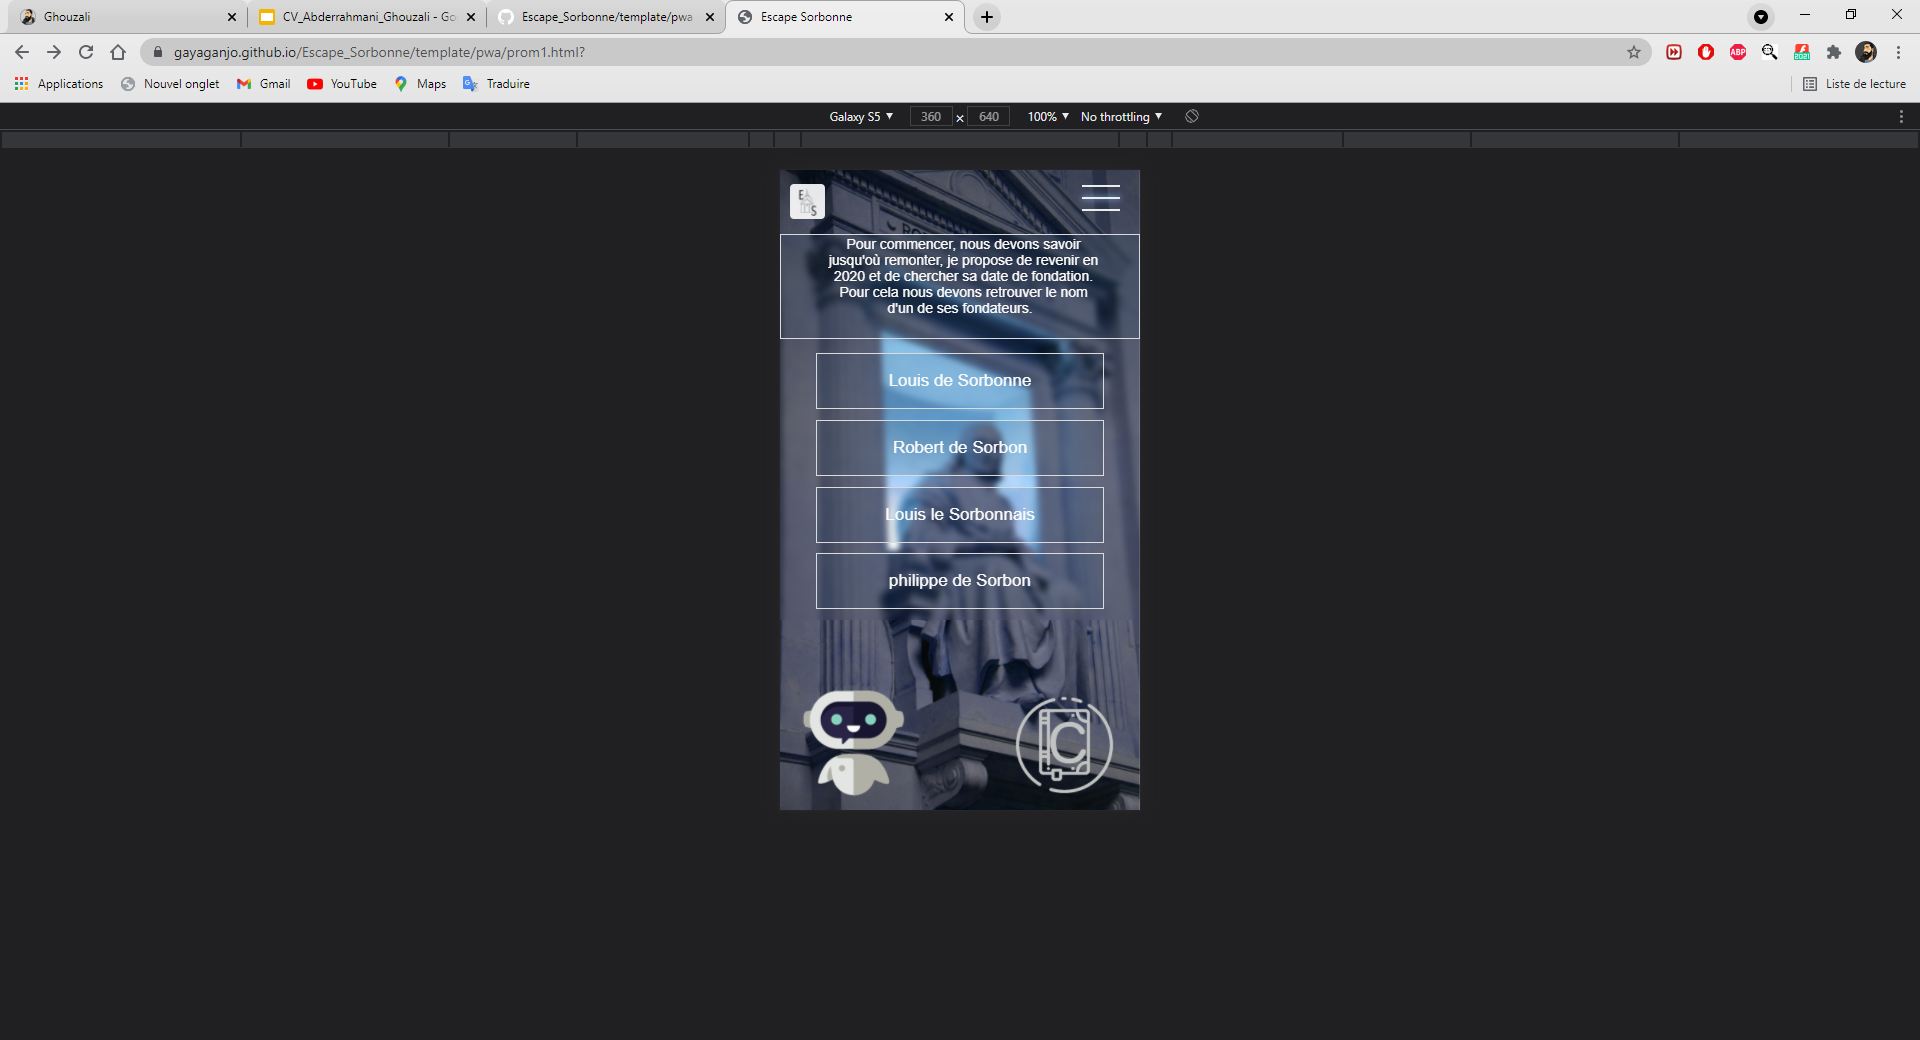 Ghouzali
CV_Abderrahmani_Ghouzali - Go
Escape_Sorbonne/template/pwa
Escape Sorbonne
gayaganjo.github.io/Escape_Sorbonne/template/pwa/prom1.html?
ABP
Applications
Nouvel onglet
Gmail
YouTube
Maps
Traduire
Liste de lecture
Galaxy S5
360 × 640
100%
No throttling
E
S
Pour commencer, nous devons savoir
jusqu'où remonter, je propose de revenir en
2020 et de chercher sa date de fondation.
Pour cela nous devons retrouver le nom
d'un de ses fondateurs.
Louis de Sorbonne
Robert de Sorbon
Louis le Sorbonnais
philippe de Sorbon
C